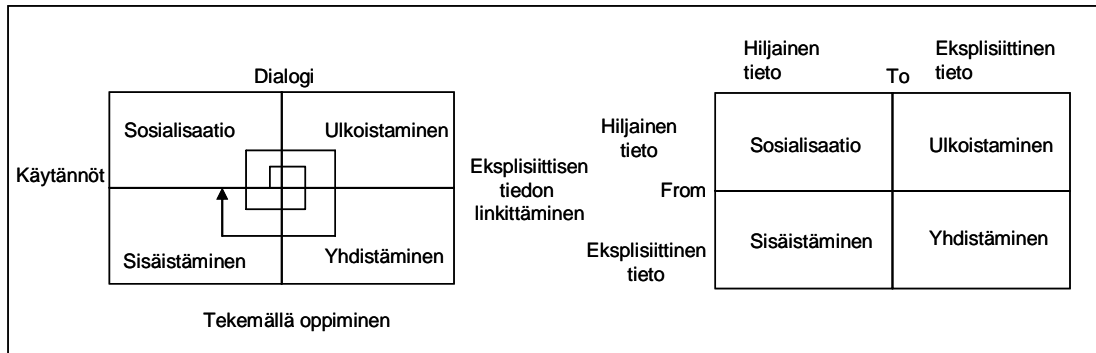 Dialogi
Sosialisaatio
Ulkoistaminen
Käytännöt
Eksplisiittisen
tiedon
linkittäminen
Sisäistäminen
Yhdistäminen
Tekemällä oppiminen
Hiljainen
tieto
To
Eksplisiittinen
tieto
Hiljainen
tieto
Sosialisaatio
Ulkoistaminen
From
Eksplisiittinen
tieto
Sisäistäminen
Yhdistäminen